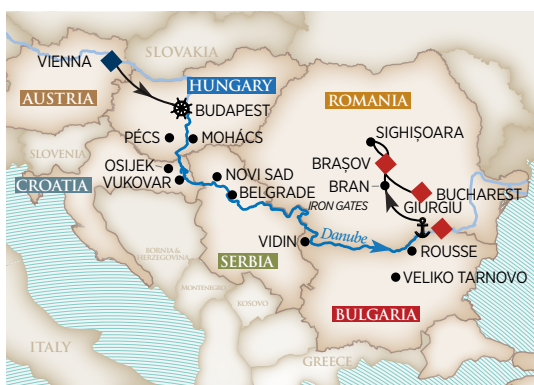 SLOVAKIA
VIENNA
HUNGARY
AUSTRIA
BUDAPEST
ROMANIA
PÉCS
MOHÁCS
SIGHIȘOARA
SLOVENIA
OSIJEK
NOVI SAD
BRAȘOV
CROATIA
VUKOVAR
BELGRADE
BRAN
BUCHAREST
IRON GATES
GIURGIU
BOSNIA &
HERZEGOVINA
VIDIN
Danube
ROUSSE
SERBIA
VELIKO TARNOVO
MONTENEGRO
KOSOVO
BULGARIA
ITALY
GREECE